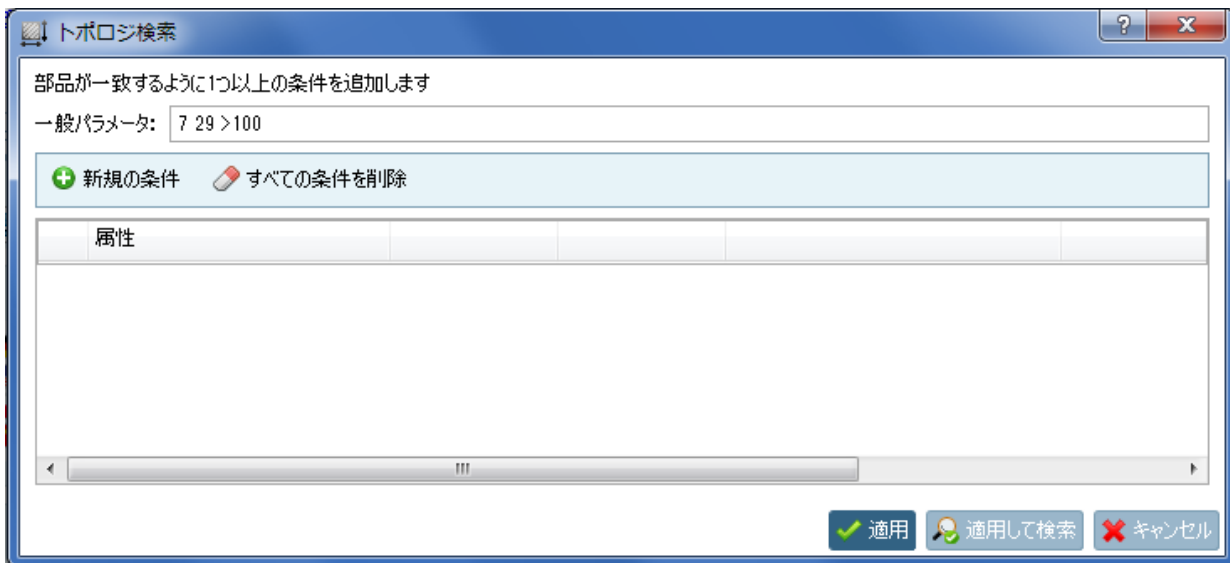 トポロジ検索
部品が一致するように1つ以上の条件を追加します
一般パラメータ: 7 29 >100
新規の条件 すべての条件を削除
属性
適用 適用して検索 キャンセル